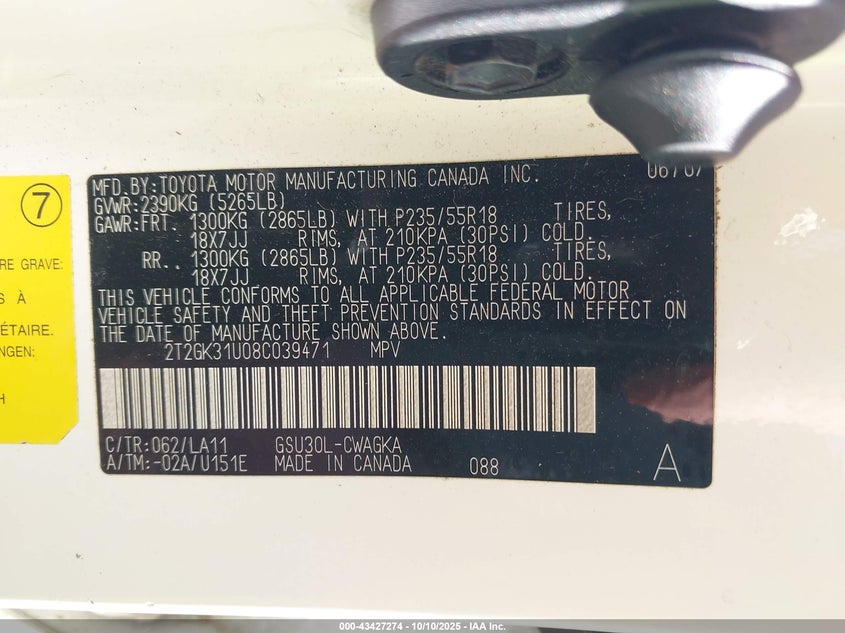 7
RE GRAVE:
S À
ÉTAIRE.
NGEN:
H
MFD.BY:TOYOTA MOTOR MANUFACTURING CANADA INC. 06/07
GVWR:2390KG (5265LB)
GAWR:FRT. 1300KG (2865LB) WITH P235/55R18 TIRES,
18X7JJ RIMS, AT 210KPA (30PSI) COLD.
RR.. 1300KG (2865LB) WITH P235/55R18 TIRES,
18X7JJ RIMS, AT 210KPA (30PSI) COLD.
THIS VEHICLE CONFORMS TO ALL APPLICABLE FEDERAL MOTOR
VEHICLE SAFETY AND THEFT PREVENTION STANDARDS IN EFFECT ON
THE DATE OF MANUFACTURE SHOWN ABOVE.
2T2GK31U08C039471 MPV
C/TR:062/LA11 GSU30L-CWAGKA
A/TM:-02A/U151E MADE IN CANADA 088 A
000-43427274 - 10/10/2025 - IAA Inc.